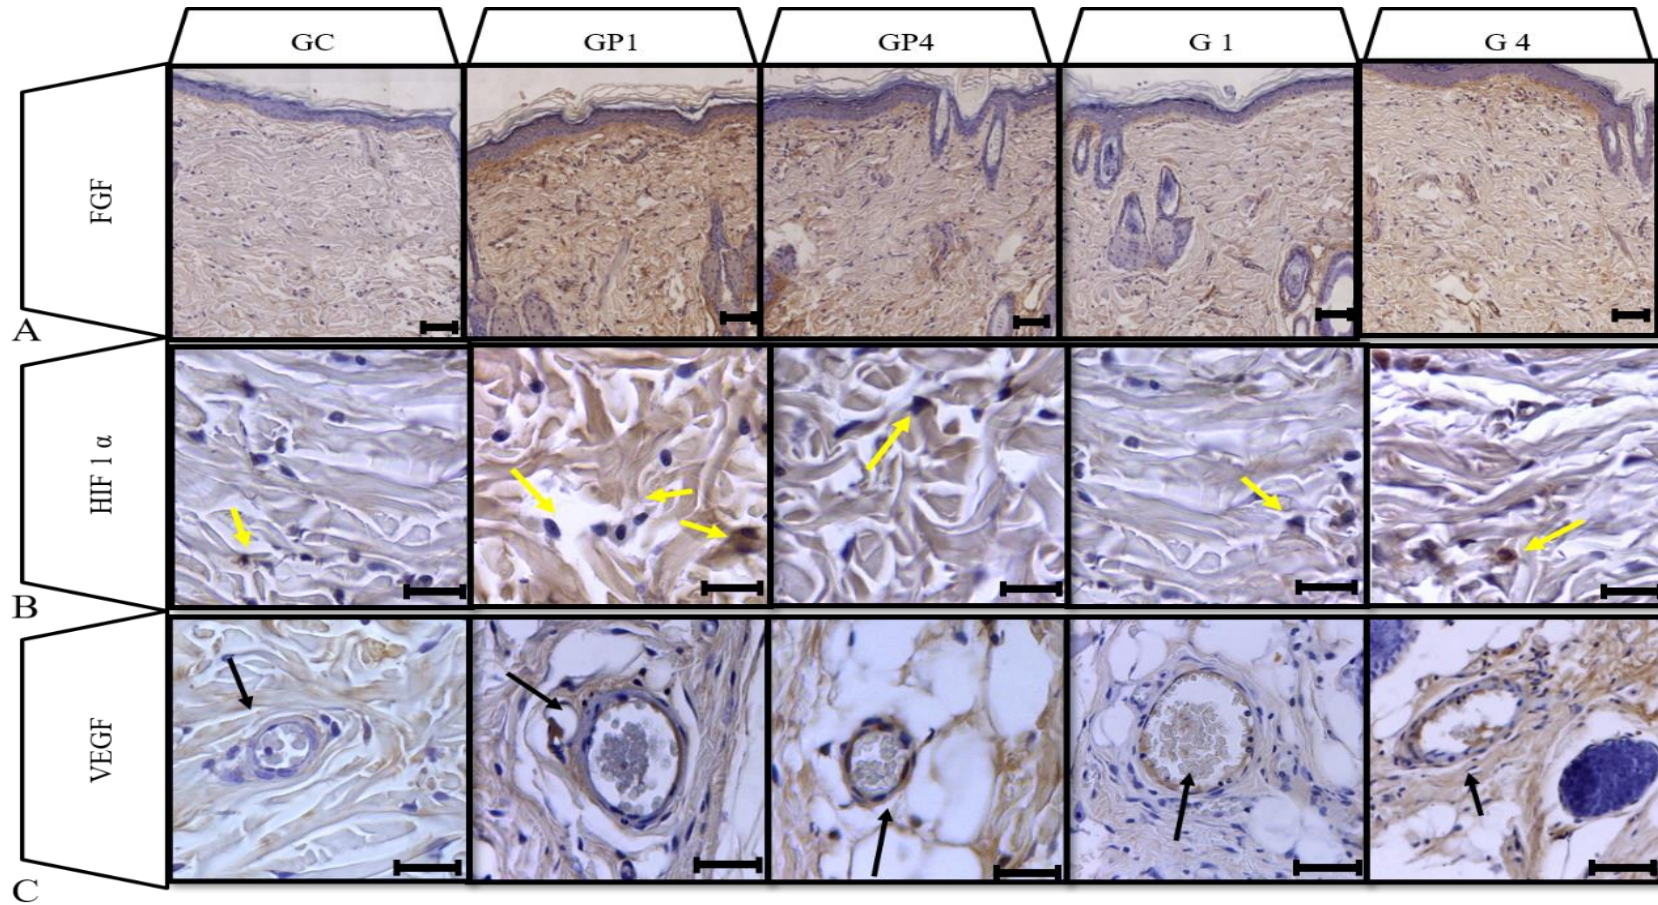 GC GP1 GP4 G 1 G 4
FGF
A
HIF 1 α
B
VEGF
C